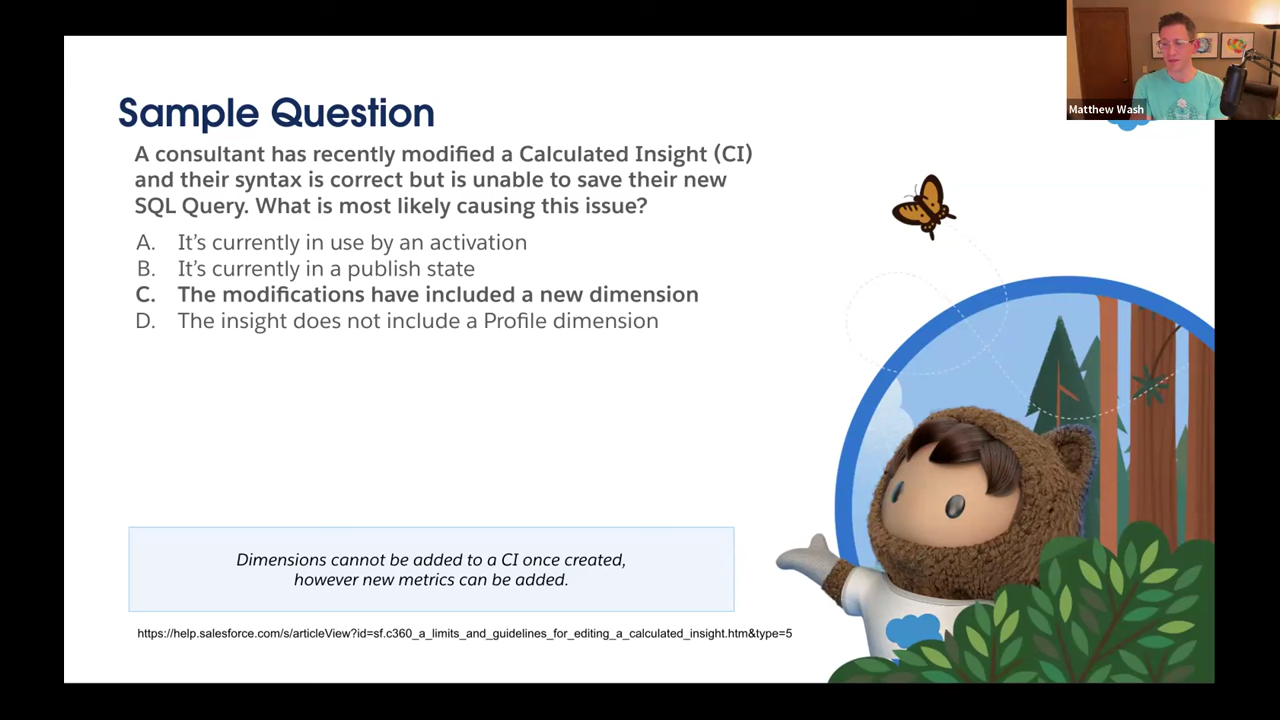 Matthew Wash
Sample Question
A consultant has recently modified a Calculated Insight (CI)
and their syntax is correct but is unable to save their new
SQL Query. What is most likely causing this issue?
A. It’s currently in use by an activation
B. It’s currently in a publish state
C. The modifications have included a new dimension
D. The insight does not include a Profile dimension
Dimensions cannot be added to a CI once created,
however new metrics can be added.
https://help.salesforce.com/s/articleView?id=sf.c360_a_limits_and_guidelines_for_editing_a_calculated_insight.htm&type=5